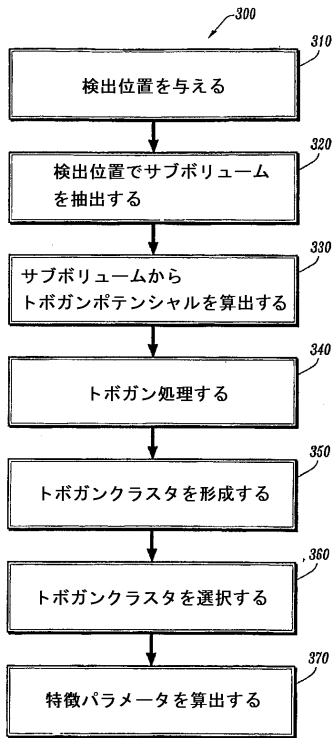 300
310
検出位置を与える
320
検出位置でサブボリューム
を抽出する
330
サブボリュームから
トボガンポテンシャルを算出する
340
トボガン処理する
350
トボガンクラスタを形成する
360
トボガンクラスタを選択する
370
特徴パラメータを算出する